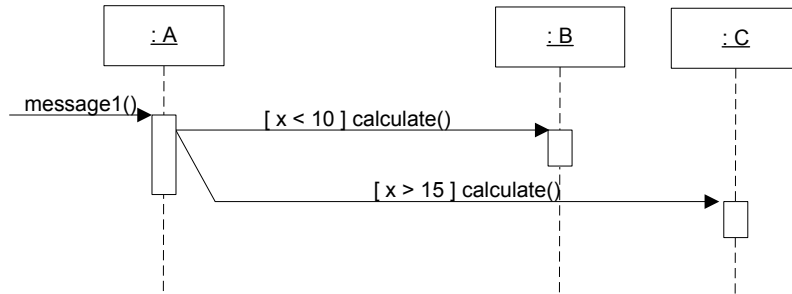 : A
: B
: C
message1()
[ x < 10 ] calculate()
[ x > 15 ] calculate()